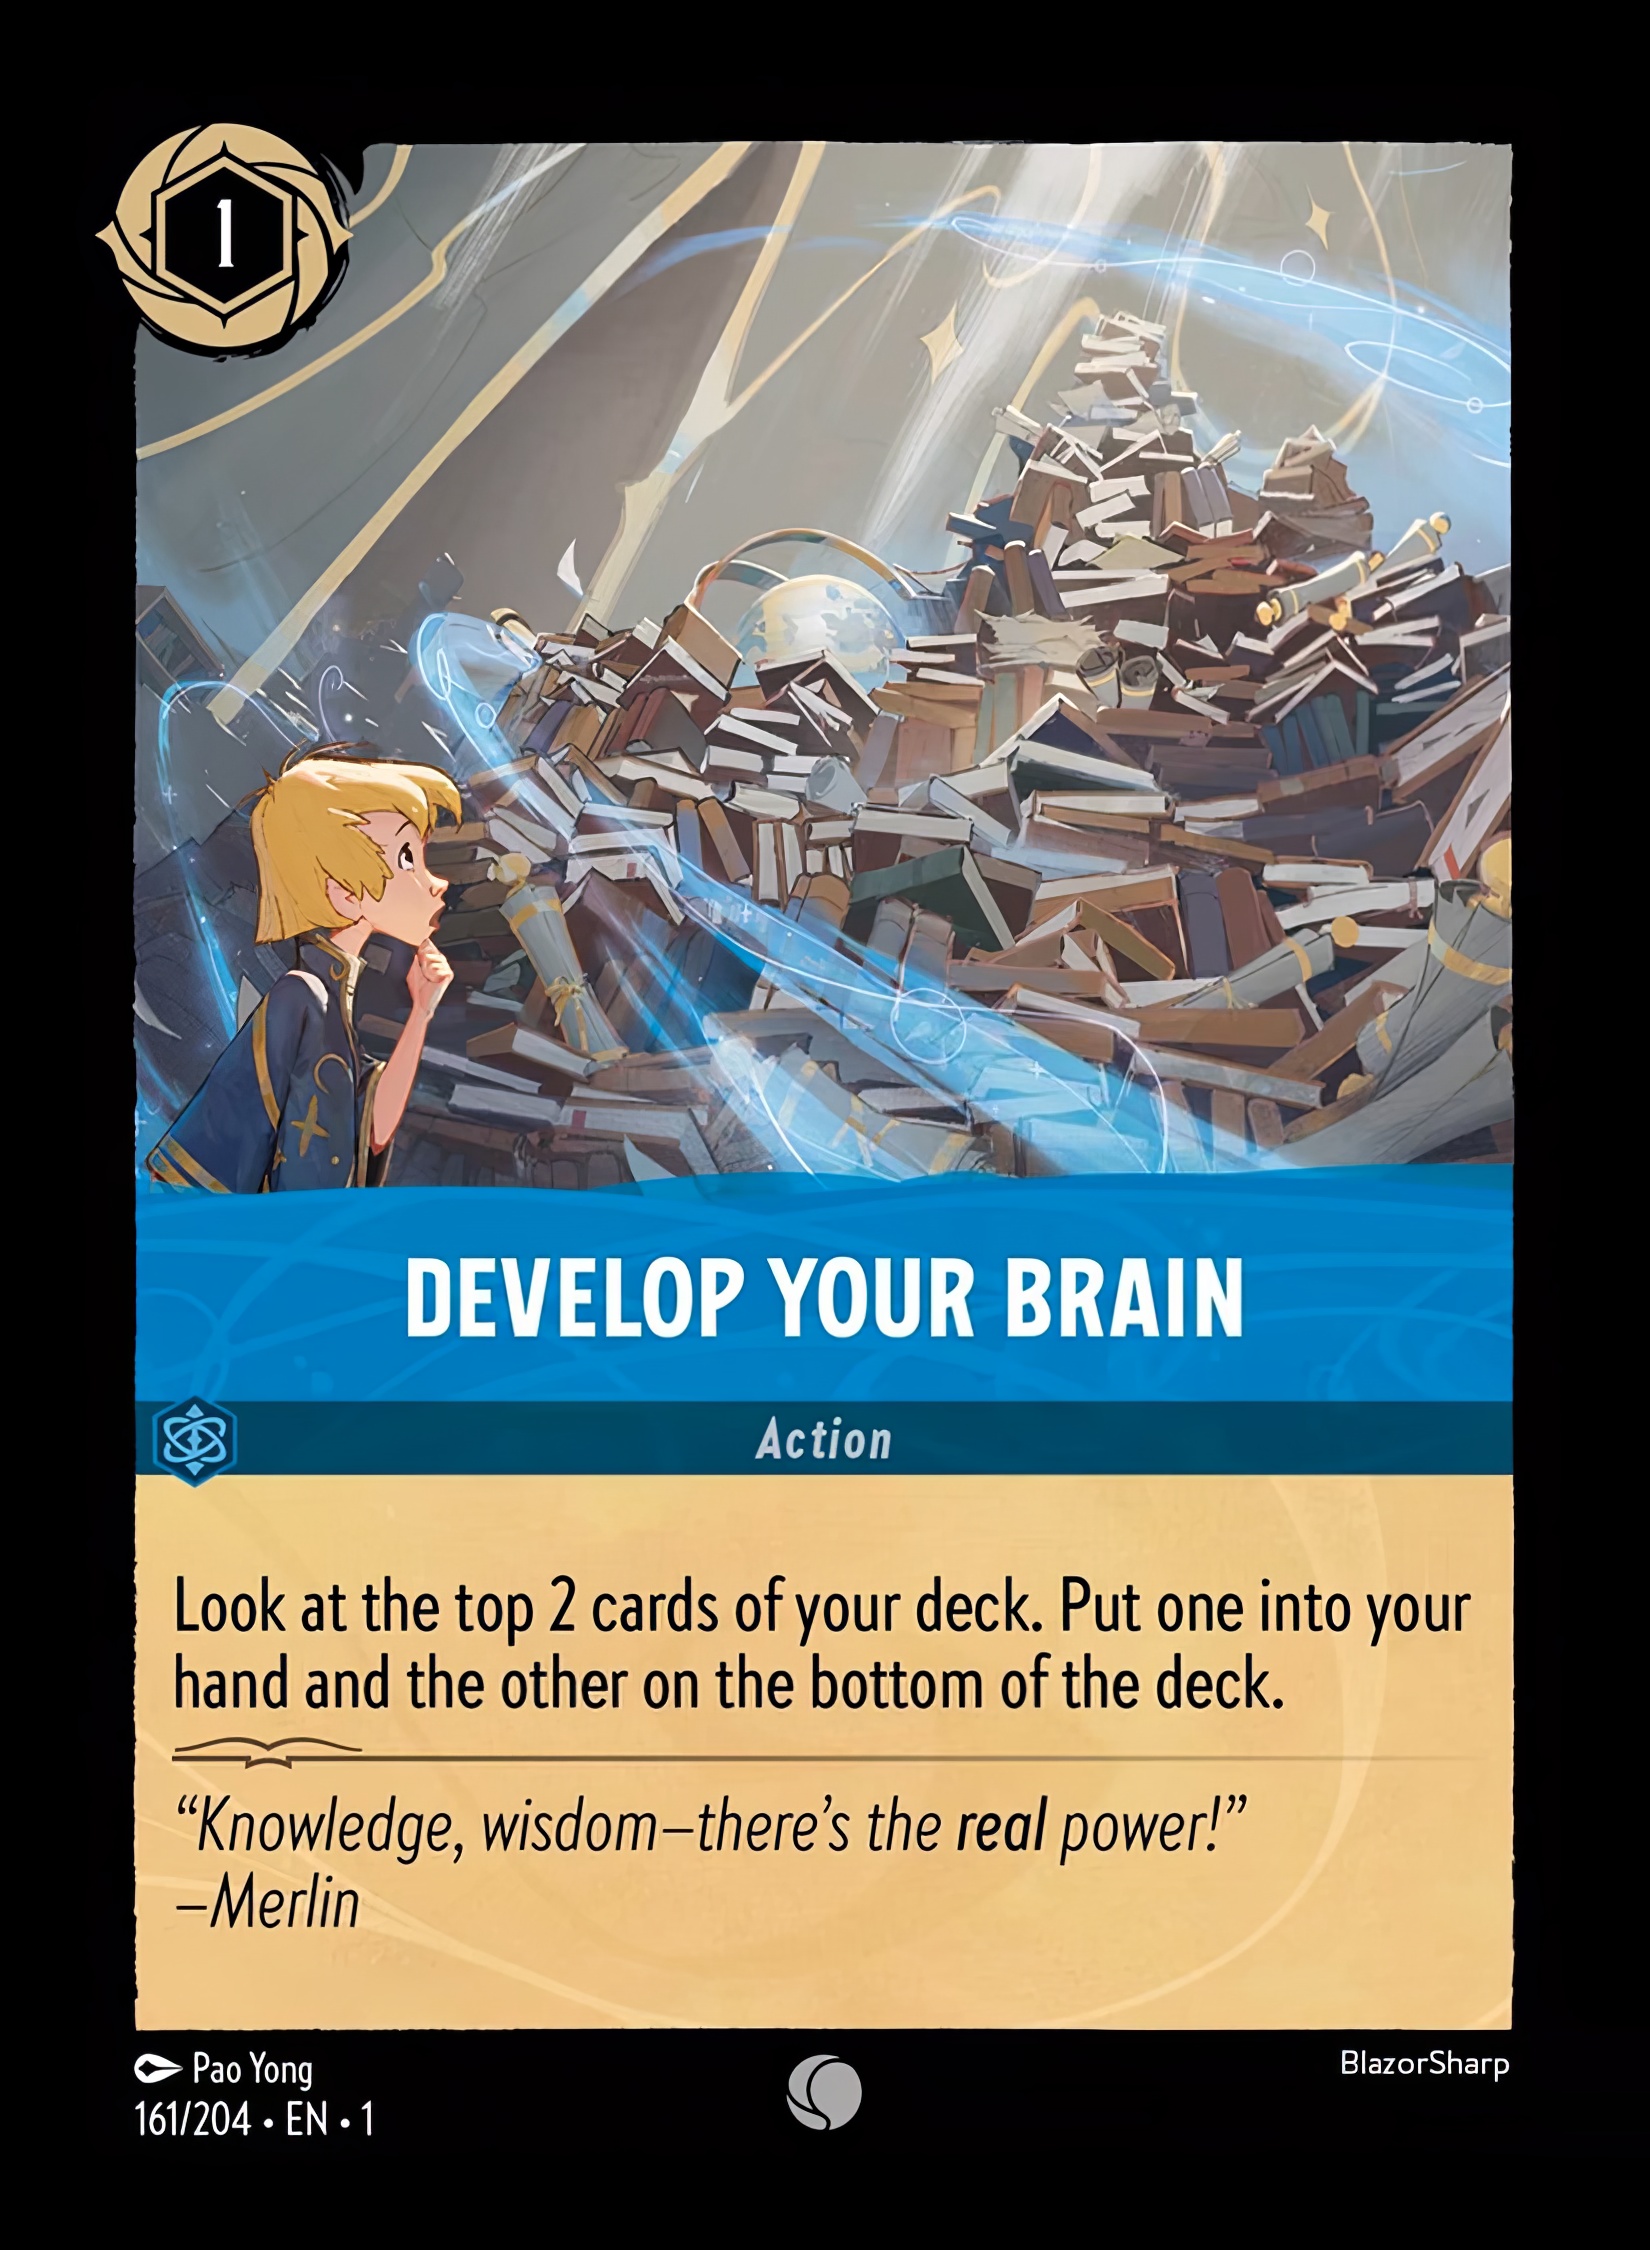 1
DEVELOP YOUR BRAIN
Action
Look at the top 2 cards of your deck. Put one into your
hand and the other on the bottom of the deck.
“Knowledge, wisdom–there’s the real power!”
–Merlin
Pao Yong
BlazorSharp
161/204 • EN • 1